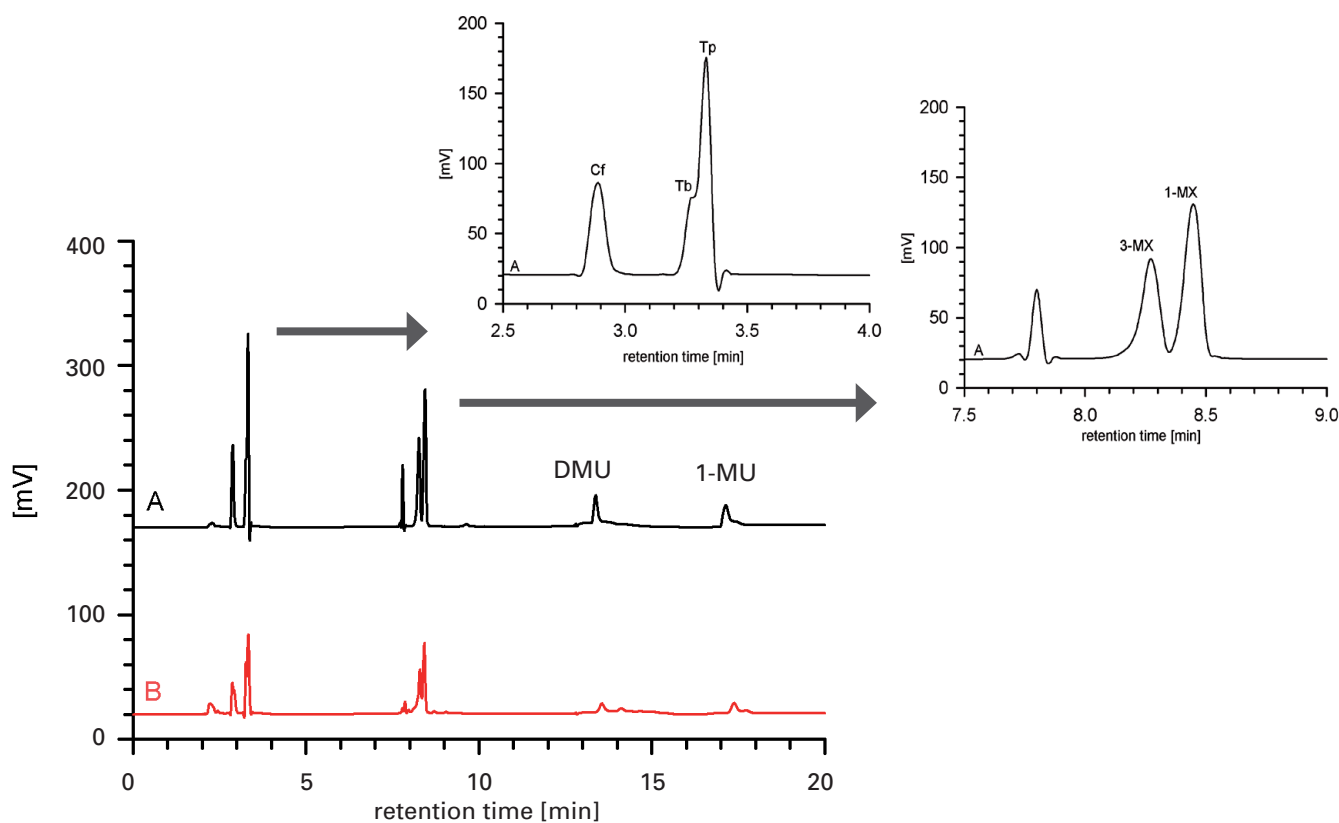 200
150
100
50
0
[mV]
Cf
Tb
Tp
A
2.5 3.0 3.5 4.0
retention time [min]
200
150
100
50
0
[mV]
3-MX
1-MX
A
7.5 8.0 8.5 9.0
retention time [min]
400
300
200
100
0
[mV]
A
DMU
1-MU
B
0 5 10 15 20
retention time [min]